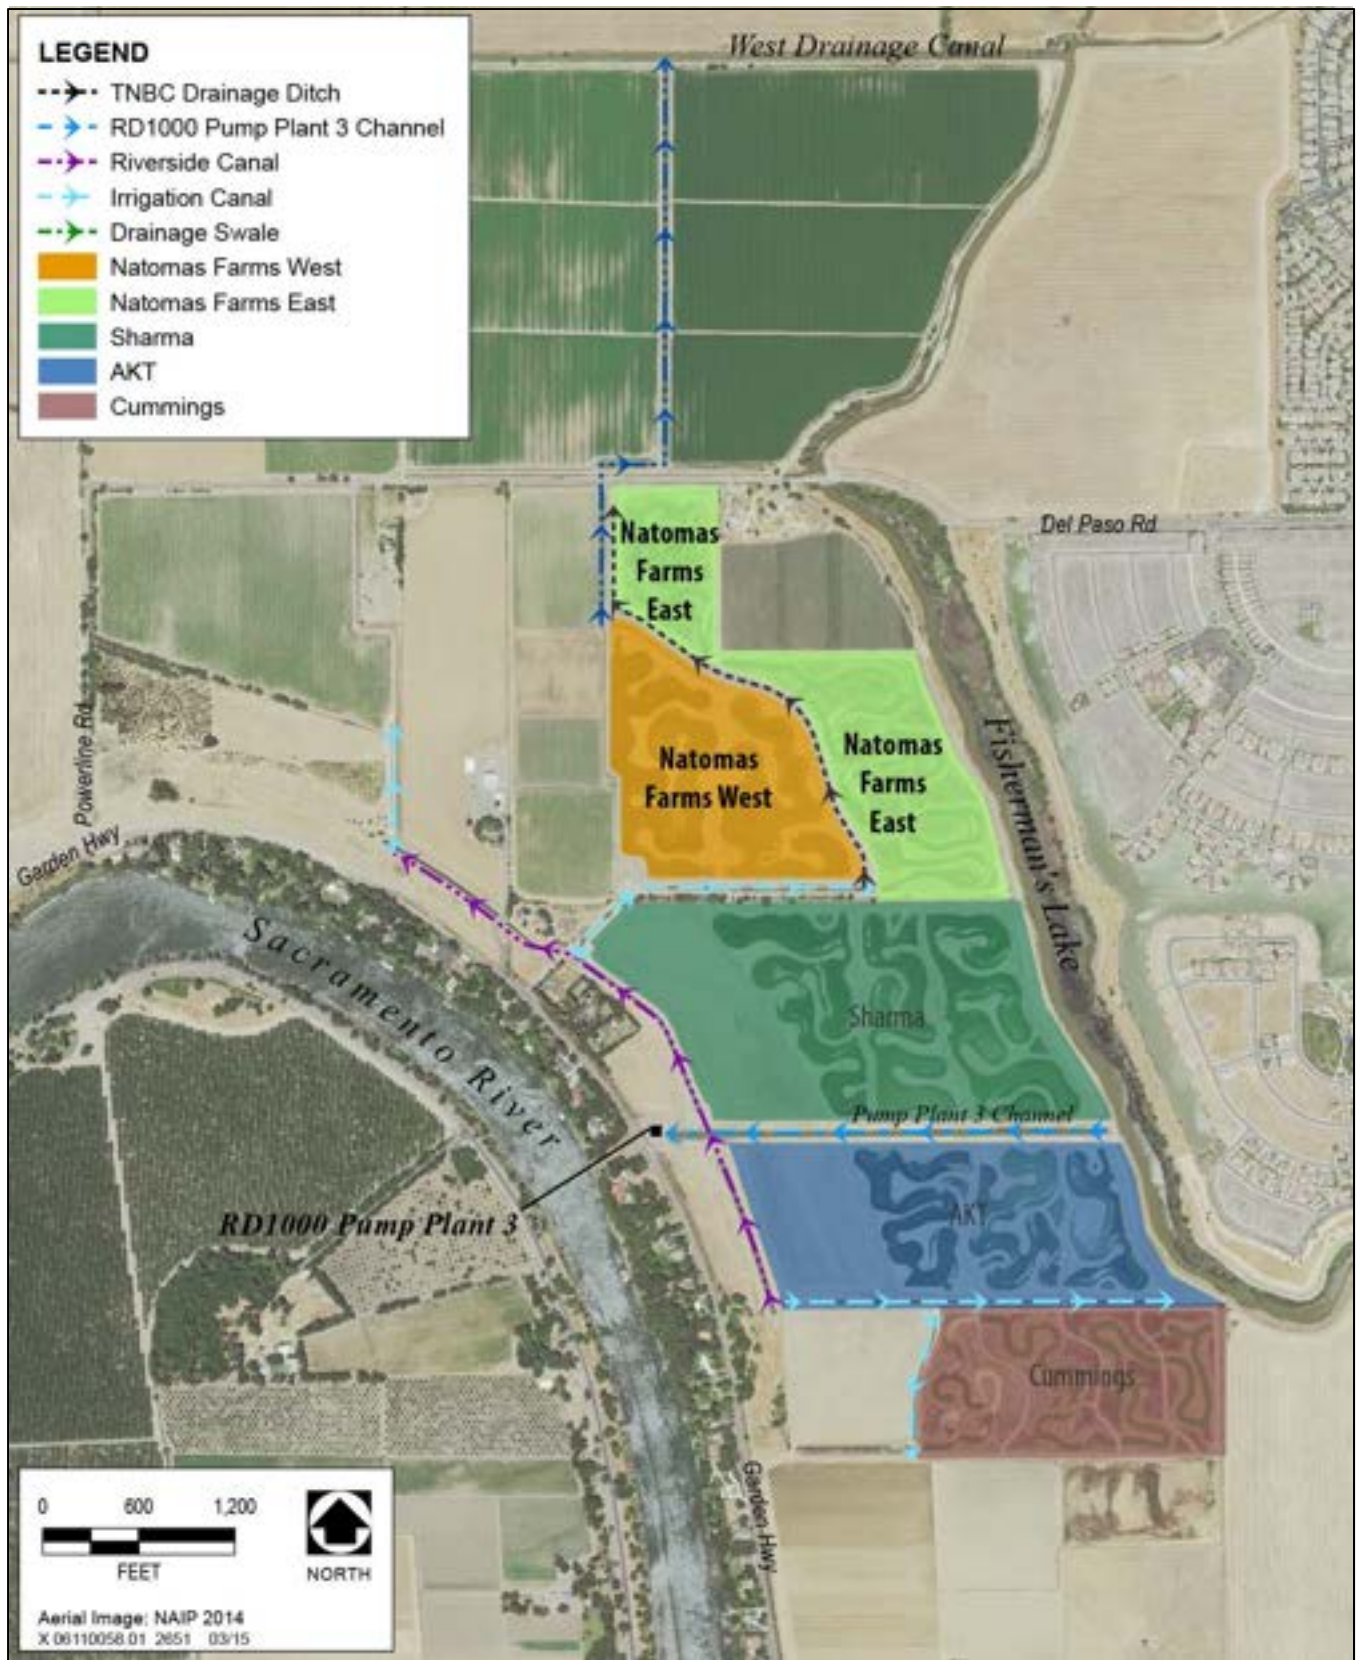 LEGEND
TNBC Drainage Ditch
RD1000 Pump Plant 3 Channel
Riverside Canal
Irrigation Canal
Drainage Swale
Natomas Farms West
Natomas Farms East
Sharma
AKT
Cummings
West Drainage Canal
Del Paso Rd
Natomas
Farms
East
Powerline Rd
Natomas
Farms West
Natomas
Farms
East
Fisherman's Lake
Garden Hwy
Sacramento River
Sharma
Pump Plant 3 Channel
RD1000 Pump Plant 3
AKT
Cummings
Garden Hwy
0 600 1,200
FEET
NORTH
Aerial Image: NAIP 2014
X 06110058.01 2651 03/15